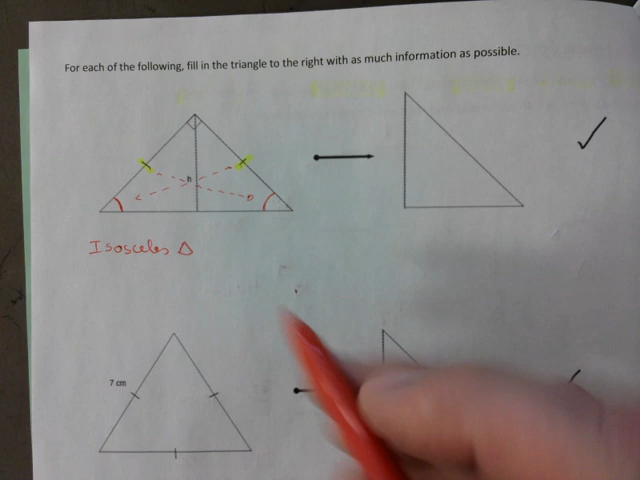 For each of the following, fill in the triangle to the right with as much information as possible.
h
Isosceles Δ
7 cm